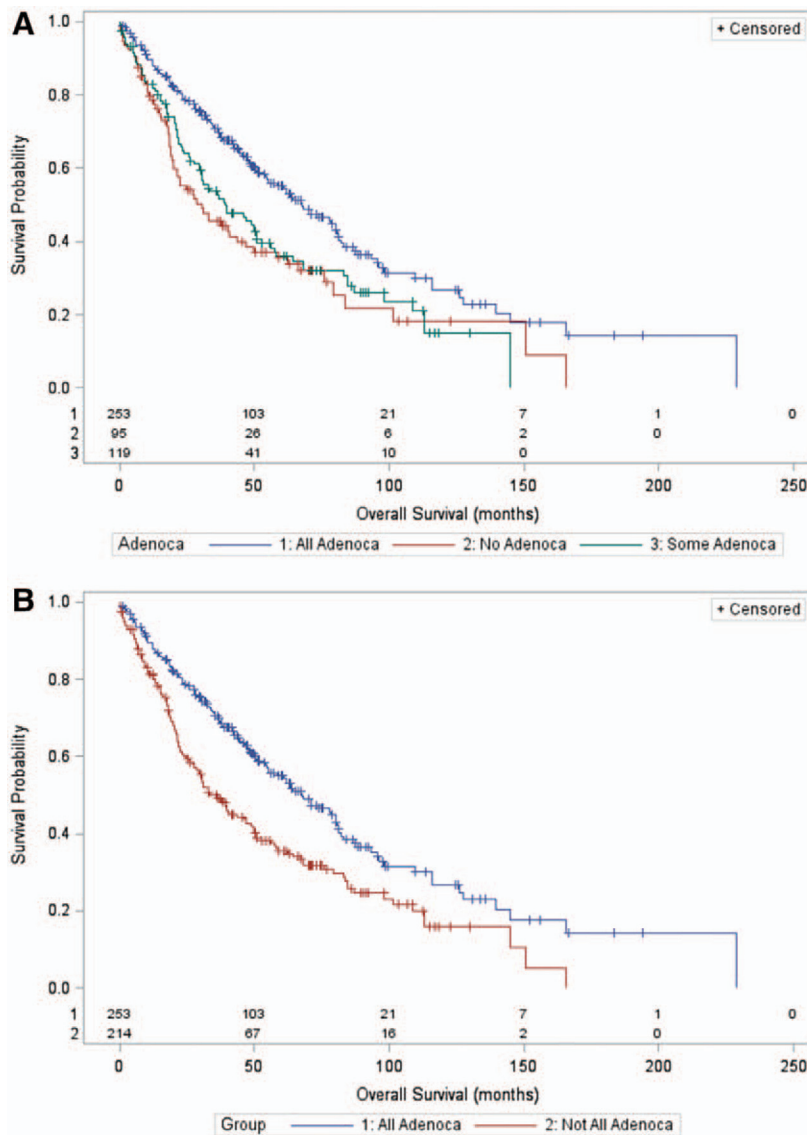 A
+ Censored
1.0
0.8
0.6
0.4
0.2
0.0
Survival Probability
1 253 103 21 7 1 0
2 95 26 6 2 0
3 119 41 10 0
0 50 100 150 200 250
Overall Survival (months)
Adenoca 1: All Adenoca 2: No Adenoca 3: Some Adenoca
B
+ Censored
1.0
0.8
0.6
0.4
0.2
0.0
Survival Probability
1 253 103 21 7 1 0
2 214 67 16 2 0
0 50 100 150 200 250
Overall Survival (months)
Group 1: All Adenoca 2: Not All Adenoca